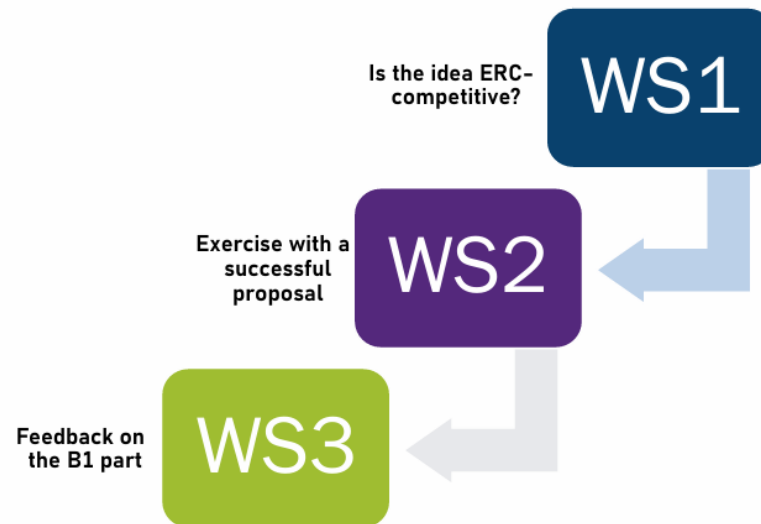 Is the idea ERC-
competitive?
WS1
Exercise with a
successful
proposal
WS2
Feedback on
the B1 part
WS3